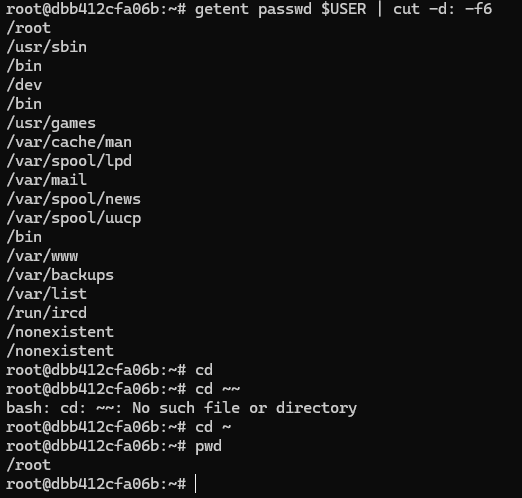 root@dbb412cfa06b:~# getent passwd $USER | cut -d: -f6
/root
/usr/sbin
/bin
/dev
/bin
/usr/games
/var/cache/man
/var/spool/lpd
/var/mail
/var/spool/news
/var/spool/uucp
/bin
/var/www
/var/backups
/var/list
/run/ircd
/nonexistent
/nonexistent
root@dbb412cfa06b:~# cd
root@dbb412cfa06b:~# cd ~~
bash: cd: ~~: No such file or directory
root@dbb412cfa06b:~# cd ~
root@dbb412cfa06b:~# pwd
/root
root@dbb412cfa06b:~#